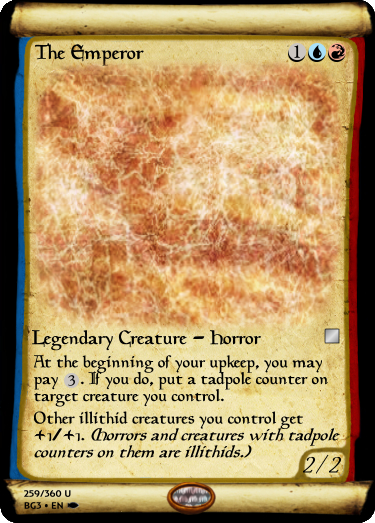 The Emperor 1
Legendary Creature – Horror
At the beginning of your upkeep, you may
pay 3. If you do, put a tadpole counter on
target creature you control.
Other illithid creatures you control get
+1/+1. (Horrors and creatures with tadpole
counters on them are illithids.)
2/2
259/360 U
BG3 • EN